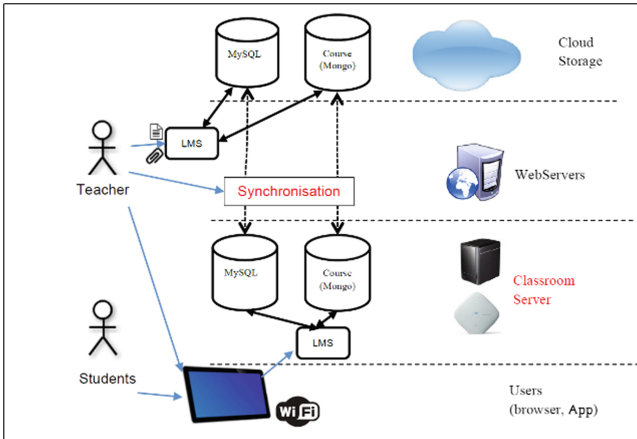 MySQL
Course
(Mongo)
Cloud
Storage
LMS
Teacher
Synchronisation
WebServers
MySQL
Course
(Mongo)
Classroom
Server
LMS
Students
WiFi
Users
(browser, App)